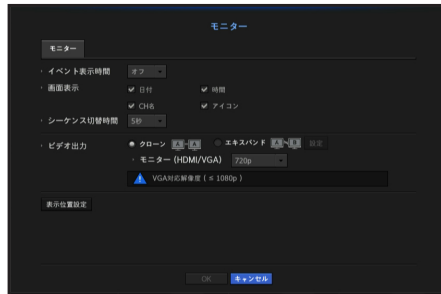 モニター
モニター
イベント表示時間 オフ
画面表示 日付 時間
CH名 アイコン
シーケンス切替時間 5秒
ビデオ出力 クローン A A エキスパンド A B 設定
モニター (HDMI/VGA) 720p
VGA対応解像度 ( ≤ 1080p )
表示位置設定
OK キャンセル